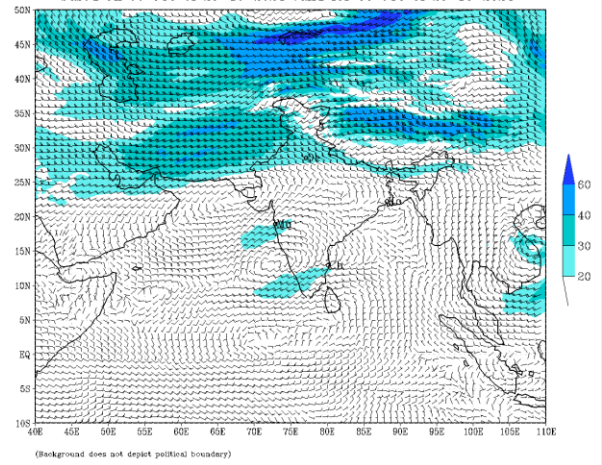 50N
45N
40N
35N
30N
25N
20N
15N
10N
5N
EQ
5S
10S
40E 45E 50E 55E 60E 65E 70E 75E 80E 85E 90E 95E 100E 105E 110E
60
40
30
20
(Background does not depict political boundary)